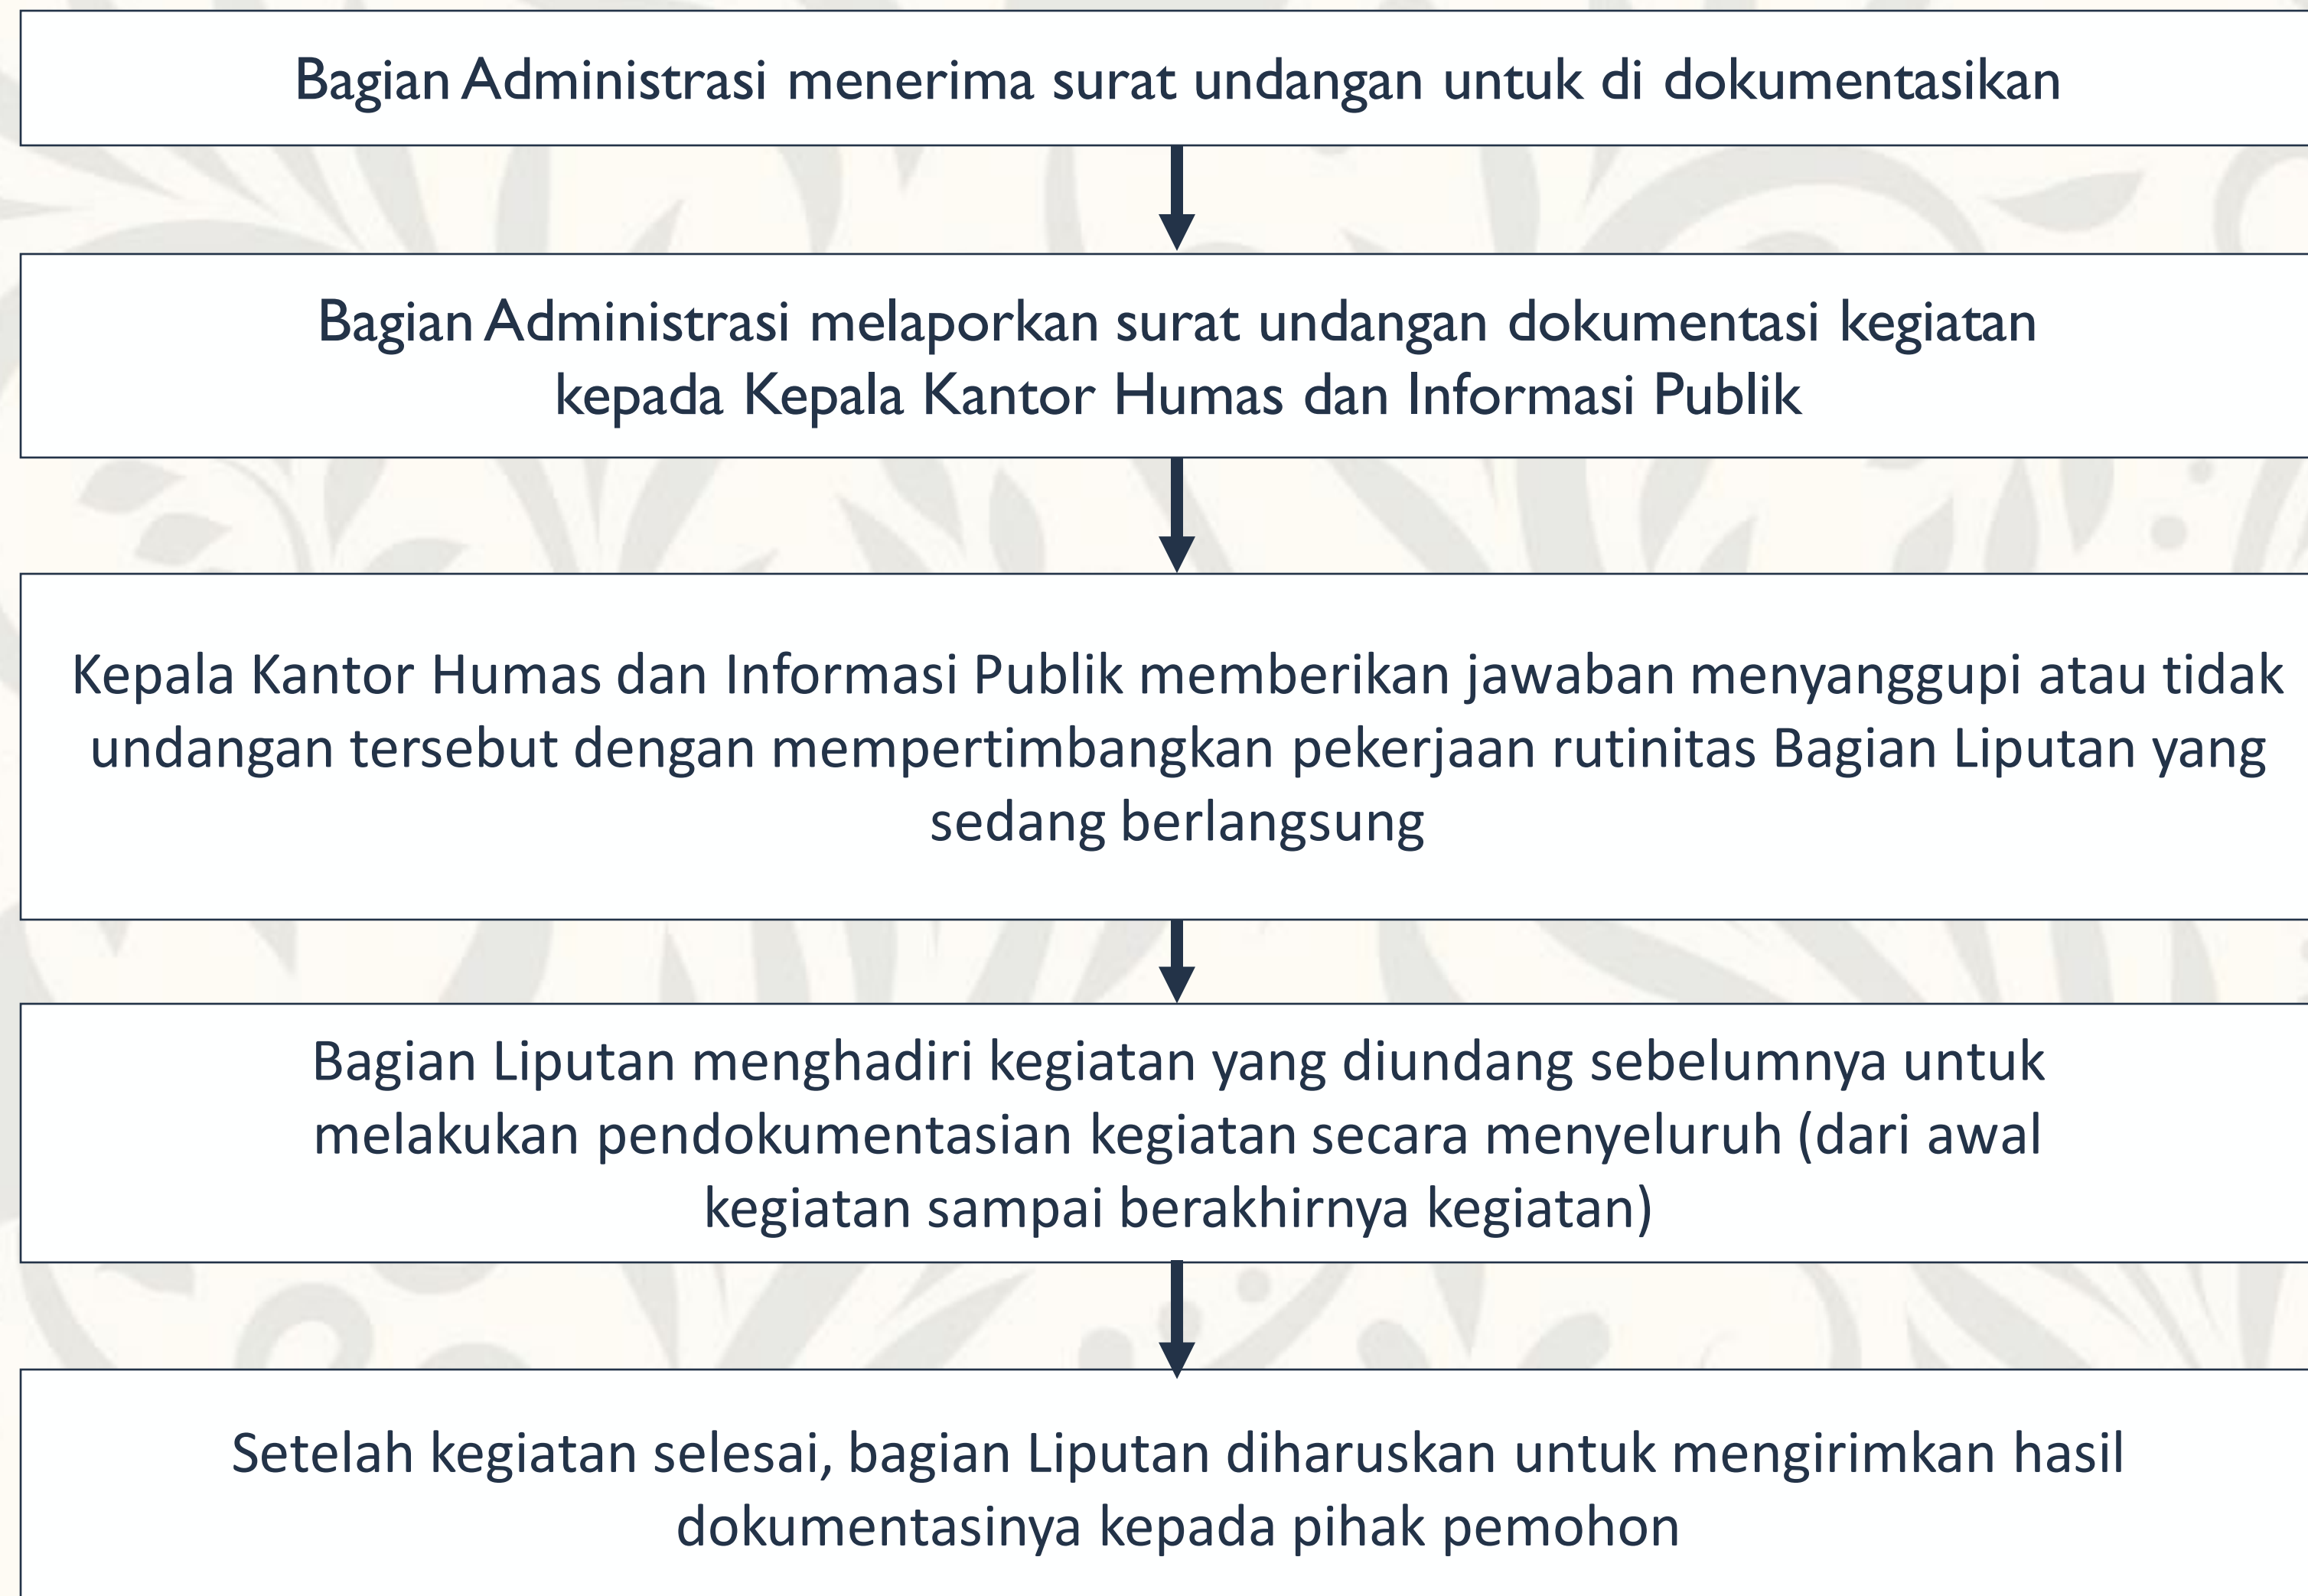 Bagian Administrasi menerima surat undangan untuk di dokumentasikan
Bagian Administrasi melaporkan surat undangan dokumentasi kegiatan
kepada Kepala Kantor Humas dan Informasi Publik
Kepala Kantor Humas dan Informasi Publik memberikan jawaban menyanggupi atau tidak
undangan tersebut dengan mempertimbangkan pekerjaan rutinitas Bagian Liputan yang
sedang berlangsung
Bagian Liputan menghadiri kegiatan yang diundang sebelumnya untuk
melakukan pendokumentasian kegiatan secara menyeluruh (dari awal
kegiatan sampai berakhirnya kegiatan)
Setelah kegiatan selesai, bagian Liputan diharuskan untuk mengirimkan hasil
dokumentasinya kepada pihak pemohon